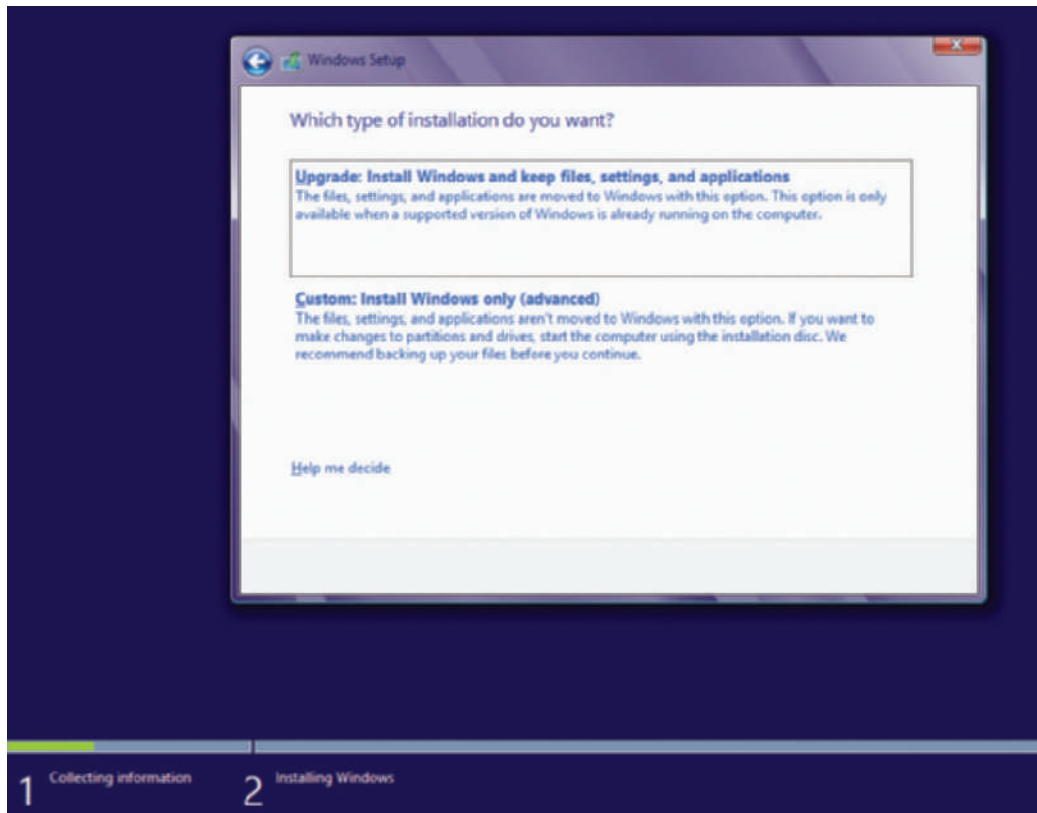 Windows Setup
Which type of installation do you want?
Upgrade: Install Windows and keep files, settings, and applications
The files, settings, and applications are moved to Windows with this option. This option is only
available when a supported version of Windows is already running on the computer.
Custom: Install Windows only (advanced)
The files, settings, and applications aren't moved to Windows with this option. If you want to
make changes to partitions and drives, start the computer using the installation disc. We
recommend backing up your files before you continue.
Help me decide
1 Collecting information 2 Installing Windows